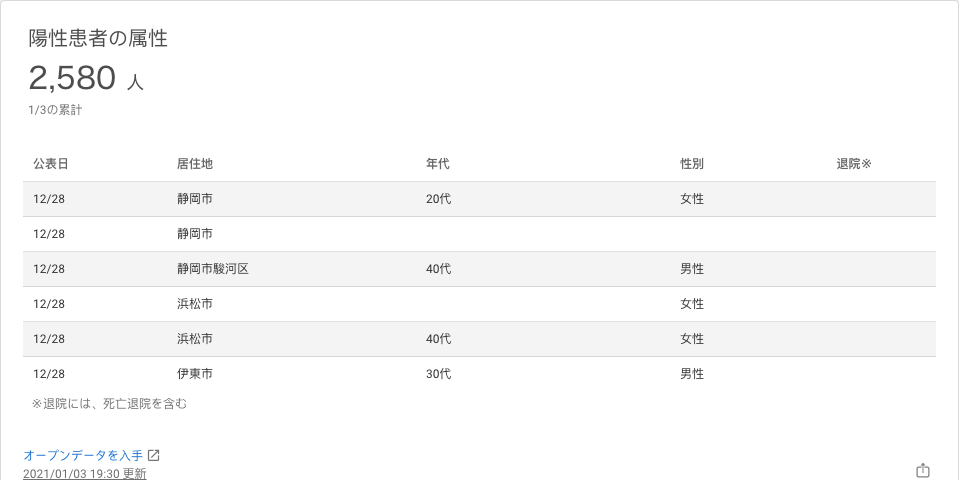 陽性患者の属性
2,580 人
1/3の累計
公表日 居住地 年代 性別 退院※
12/28 静岡市 20代 女性
12/28 静岡市
12/28 静岡市駿河区 40代 男性
12/28 浜松市 女性
12/28 浜松市 40代 女性
12/28 伊東市 30代 男性
※退院には、死亡退院を含む
オープンデータを入手
2021/01/03 19:30 更新